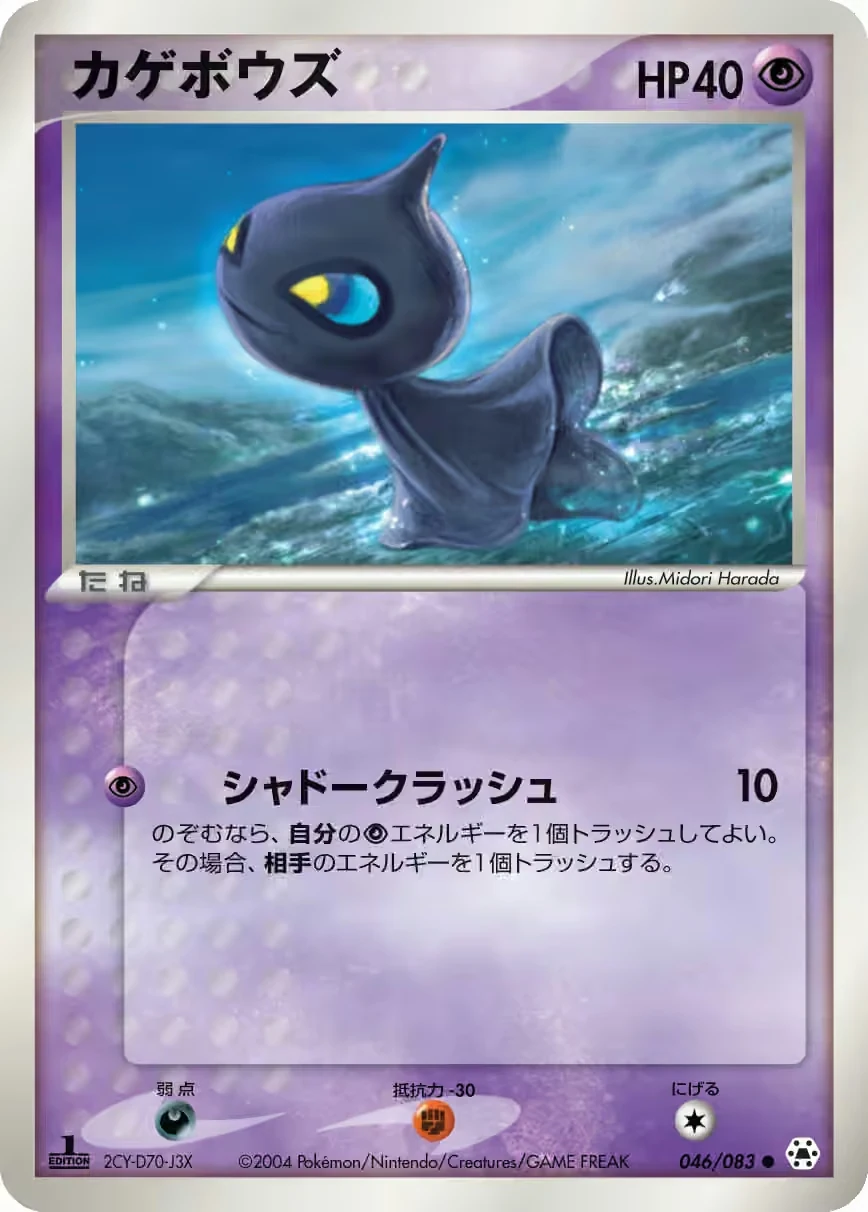 カゲボウズ HP40
たね
Illus.Midori Harada
シャドークラッシュ 10
のぞむなら、自分のエネルギーを1個トラッシュしてよい。
その場合、相手のエネルギーを1個トラッシュする。
弱点 抵抗力 -30 にげる
1 EDITION 2CY-D70-J3X ©2004 Pokémon/Nintendo/Creatures/GAME FREAK 046/083